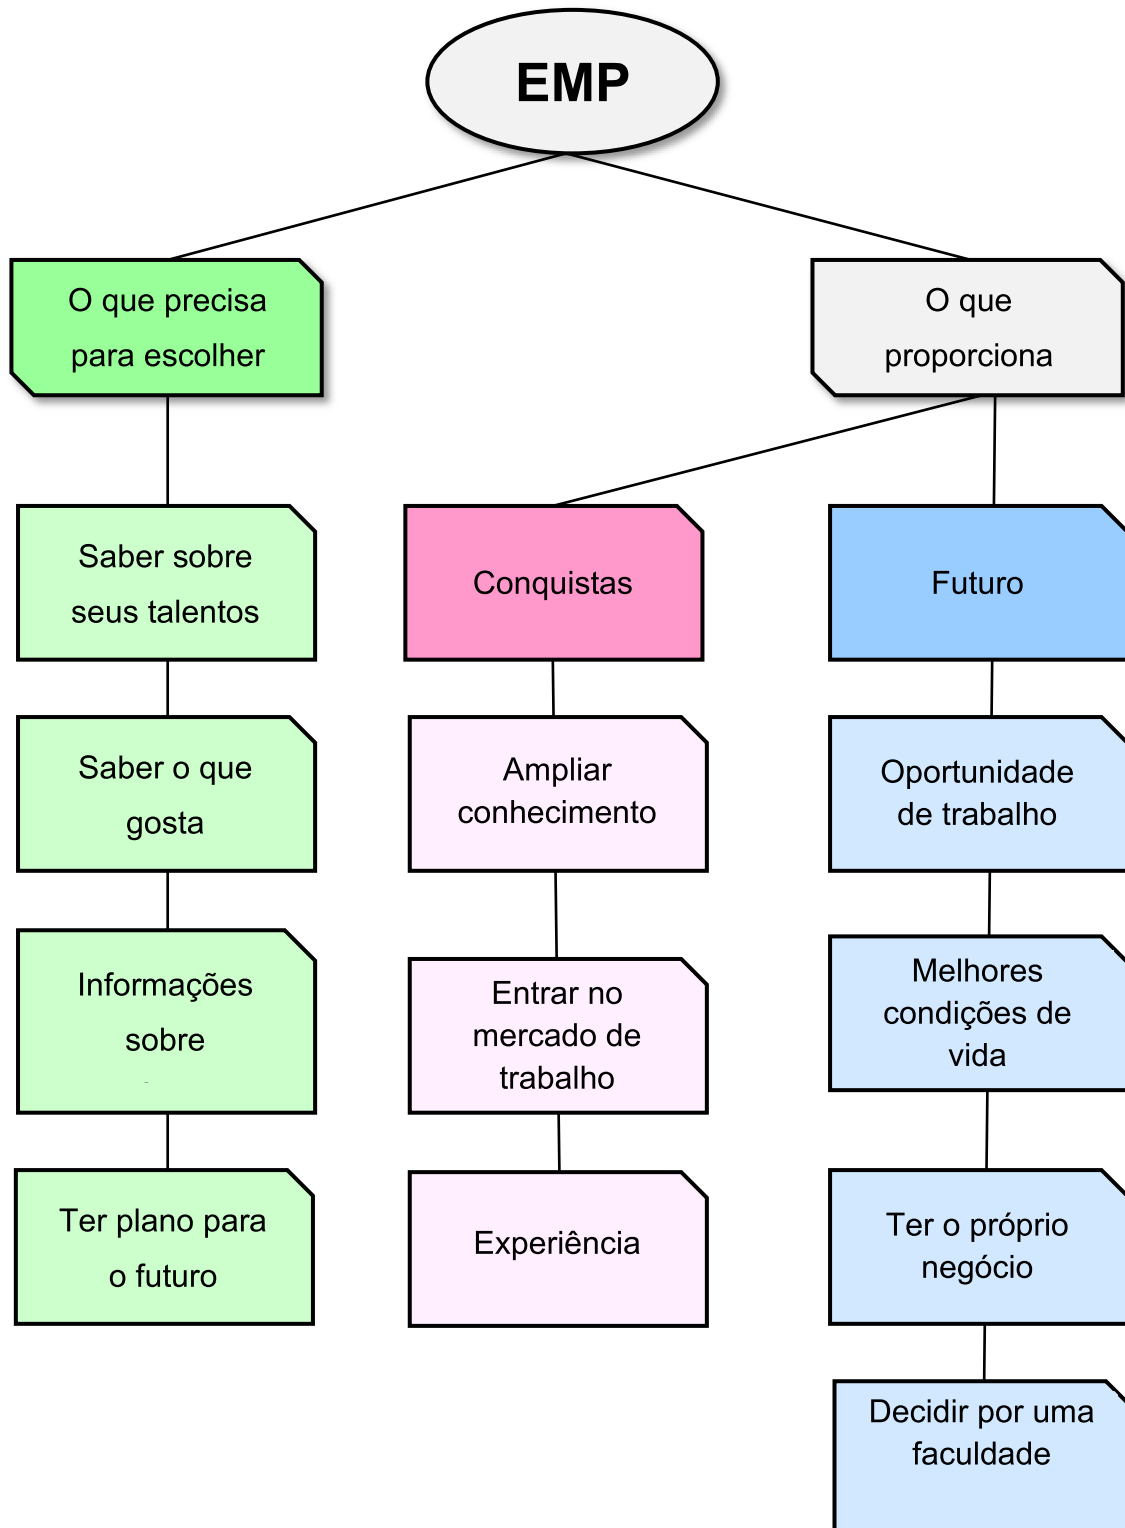 EMP
O que precisa
para escolher
O que
proporciona
Saber sobre
seus talentos
Conquistas
Futuro
Saber o que
gosta
Ampliar
conhecimento
Oportunidade
de trabalho
Informações
sobre
Entrar no
mercado de
trabalho
Melhores
condições de
vida
Ter plano para
o futuro
Experiência
Ter o próprio
negócio
Decidir por uma
faculdade